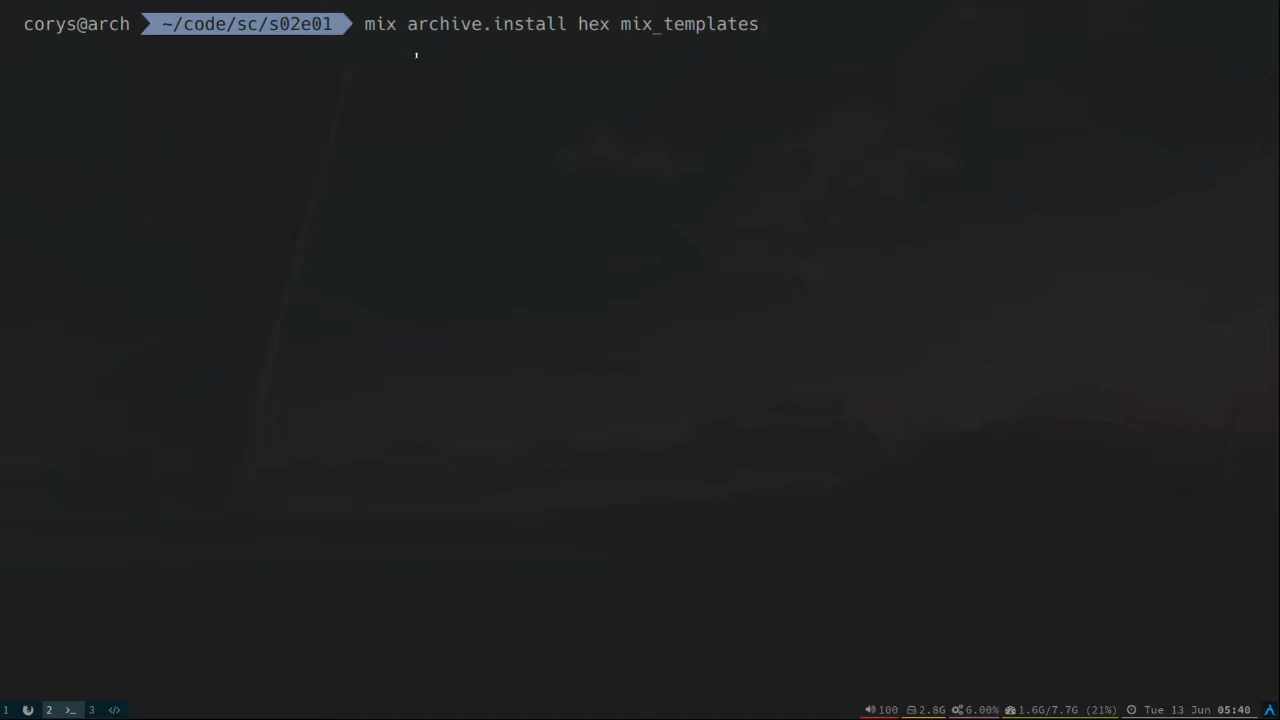 corys@arch ~/code/sc/s02e01 mix archive.install hex mix_templates
1 2 >_ 3 </> 100 2.8G 6.00% 1.6G/7.7G (21%) Tue 13 Jun 05:40